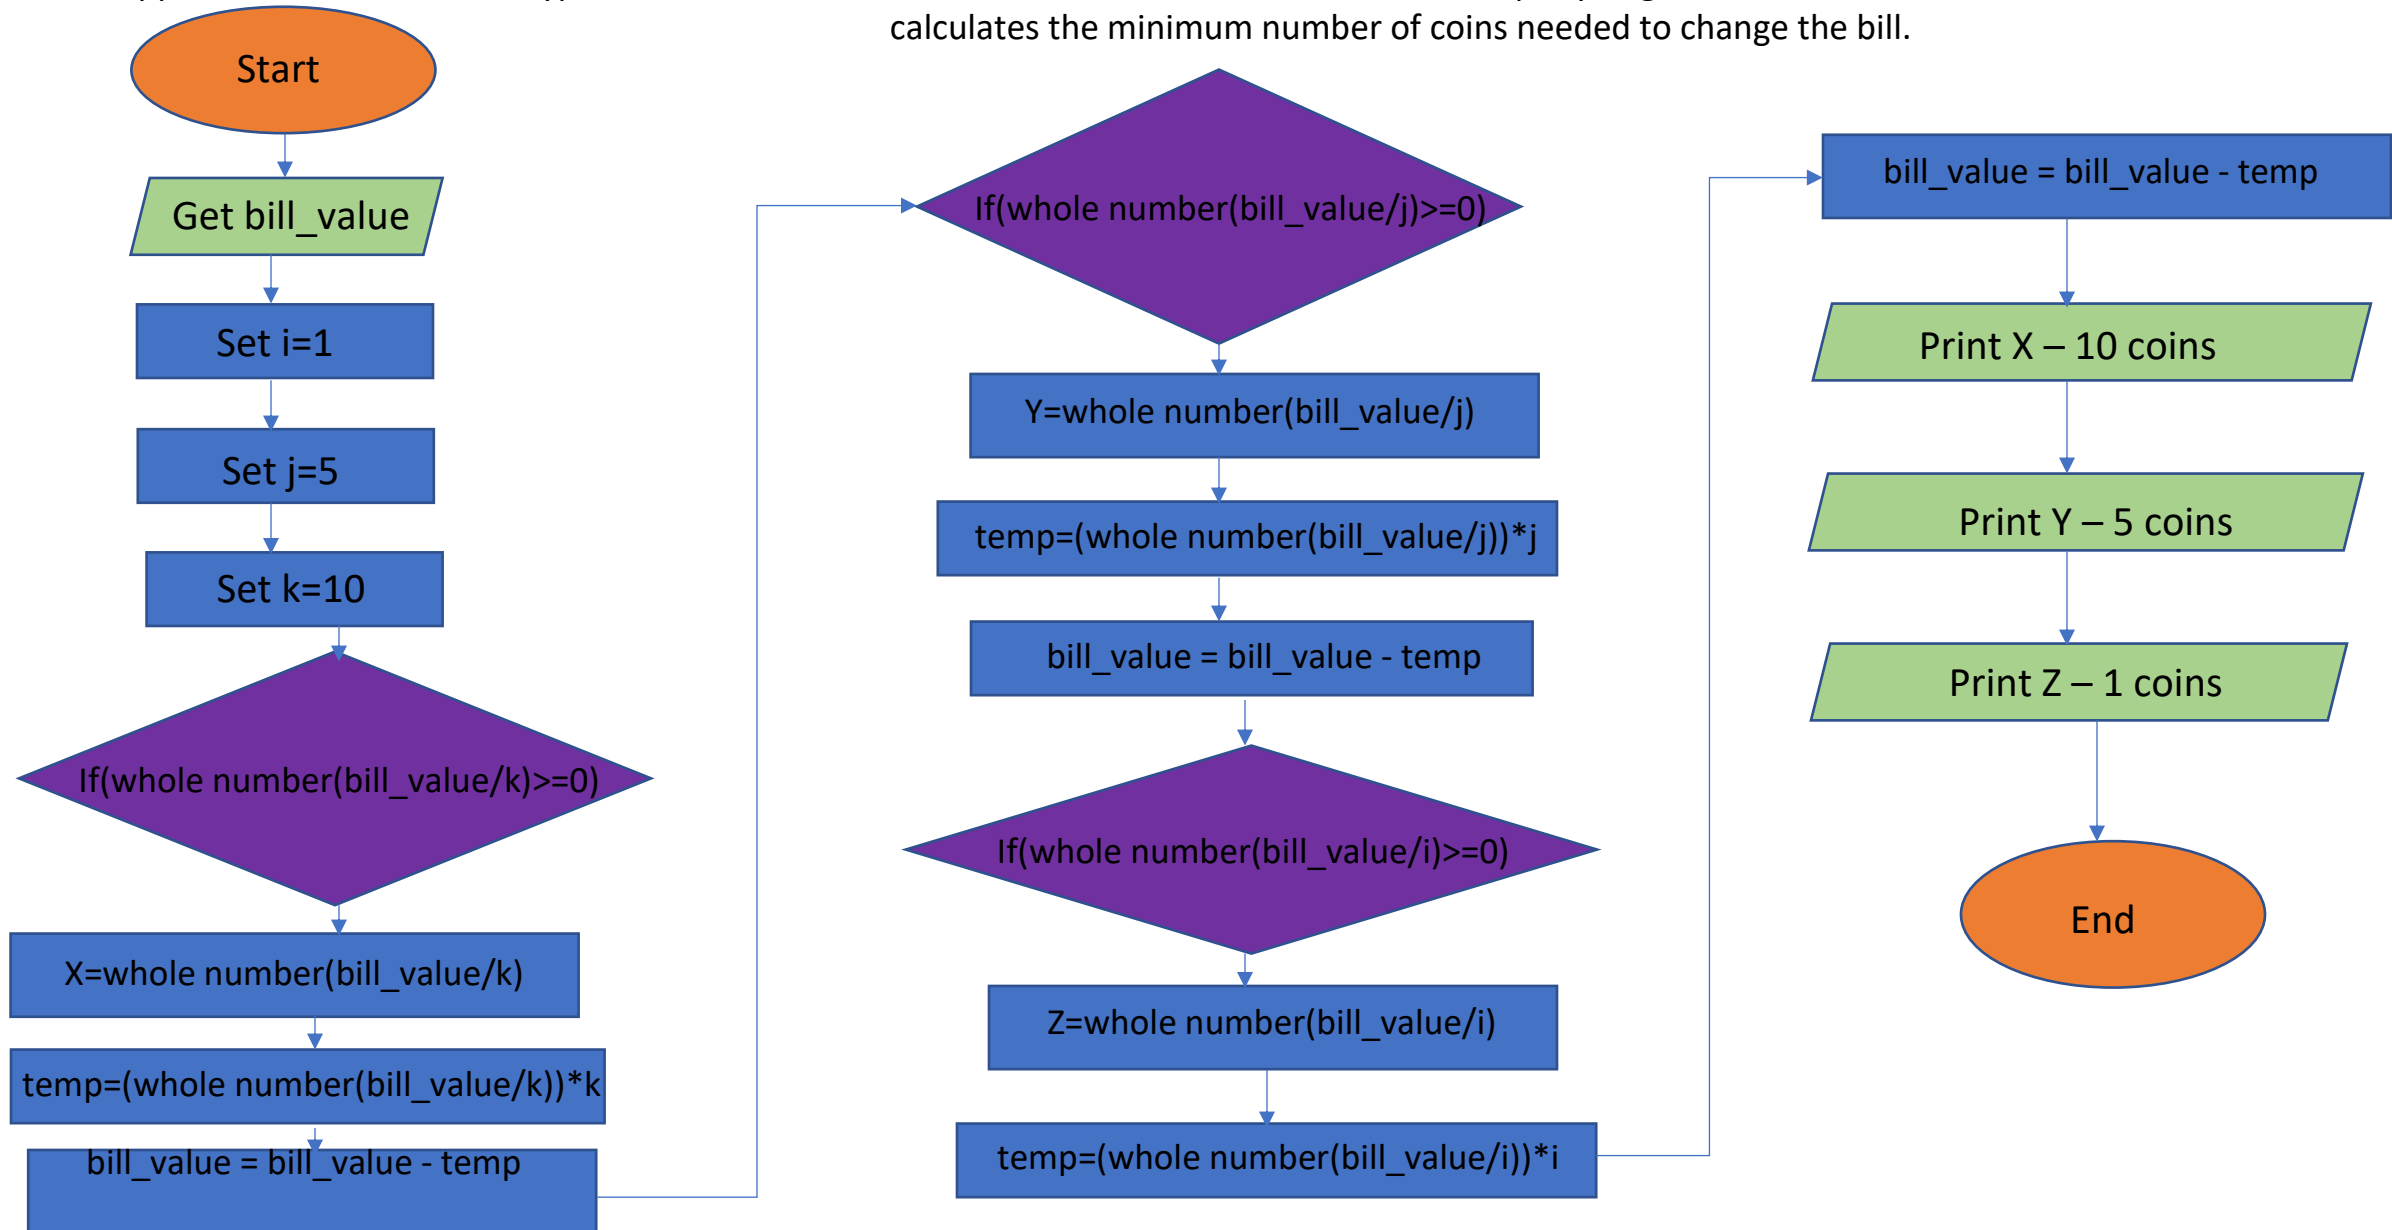 calculates the minimum number of coins needed to change the bill.
Start
Get bill_value
Set i=1
Set j=5
Set k=10
If(whole number(bill_value/k)>=0)
X=whole number(bill_value/k)
temp=(whole number(bill_value/k))*k
bill_value = bill_value - temp
If(whole number(bill_value/j)>=0)
Y=whole number(bill_value/j)
temp=(whole number(bill_value/j))*j
bill_value = bill_value - temp
If(whole number(bill_value/i)>=0)
Z=whole number(bill_value/i)
temp=(whole number(bill_value/i))*i
bill_value = bill_value - temp
Print X – 10 coins
Print Y – 5 coins
Print Z – 1 coins
End